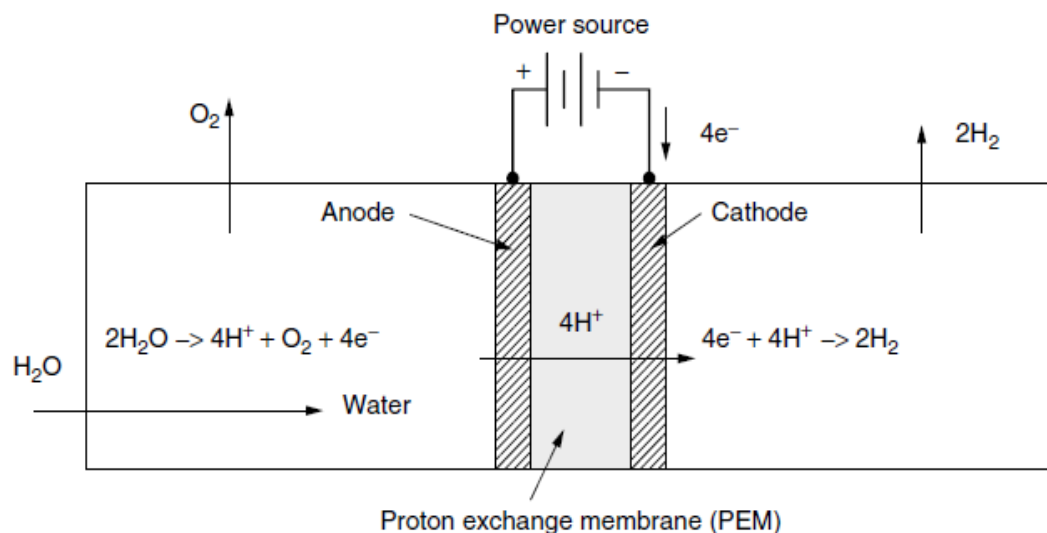 Power source
+ −
O₂
4e⁻
2H₂
Anode
Cathode
4H⁺
2H₂O –> 4H⁺ + O₂ + 4e⁻
4e⁻ + 4H⁺ –> 2H₂
H₂O
Water
Proton exchange membrane (PEM)